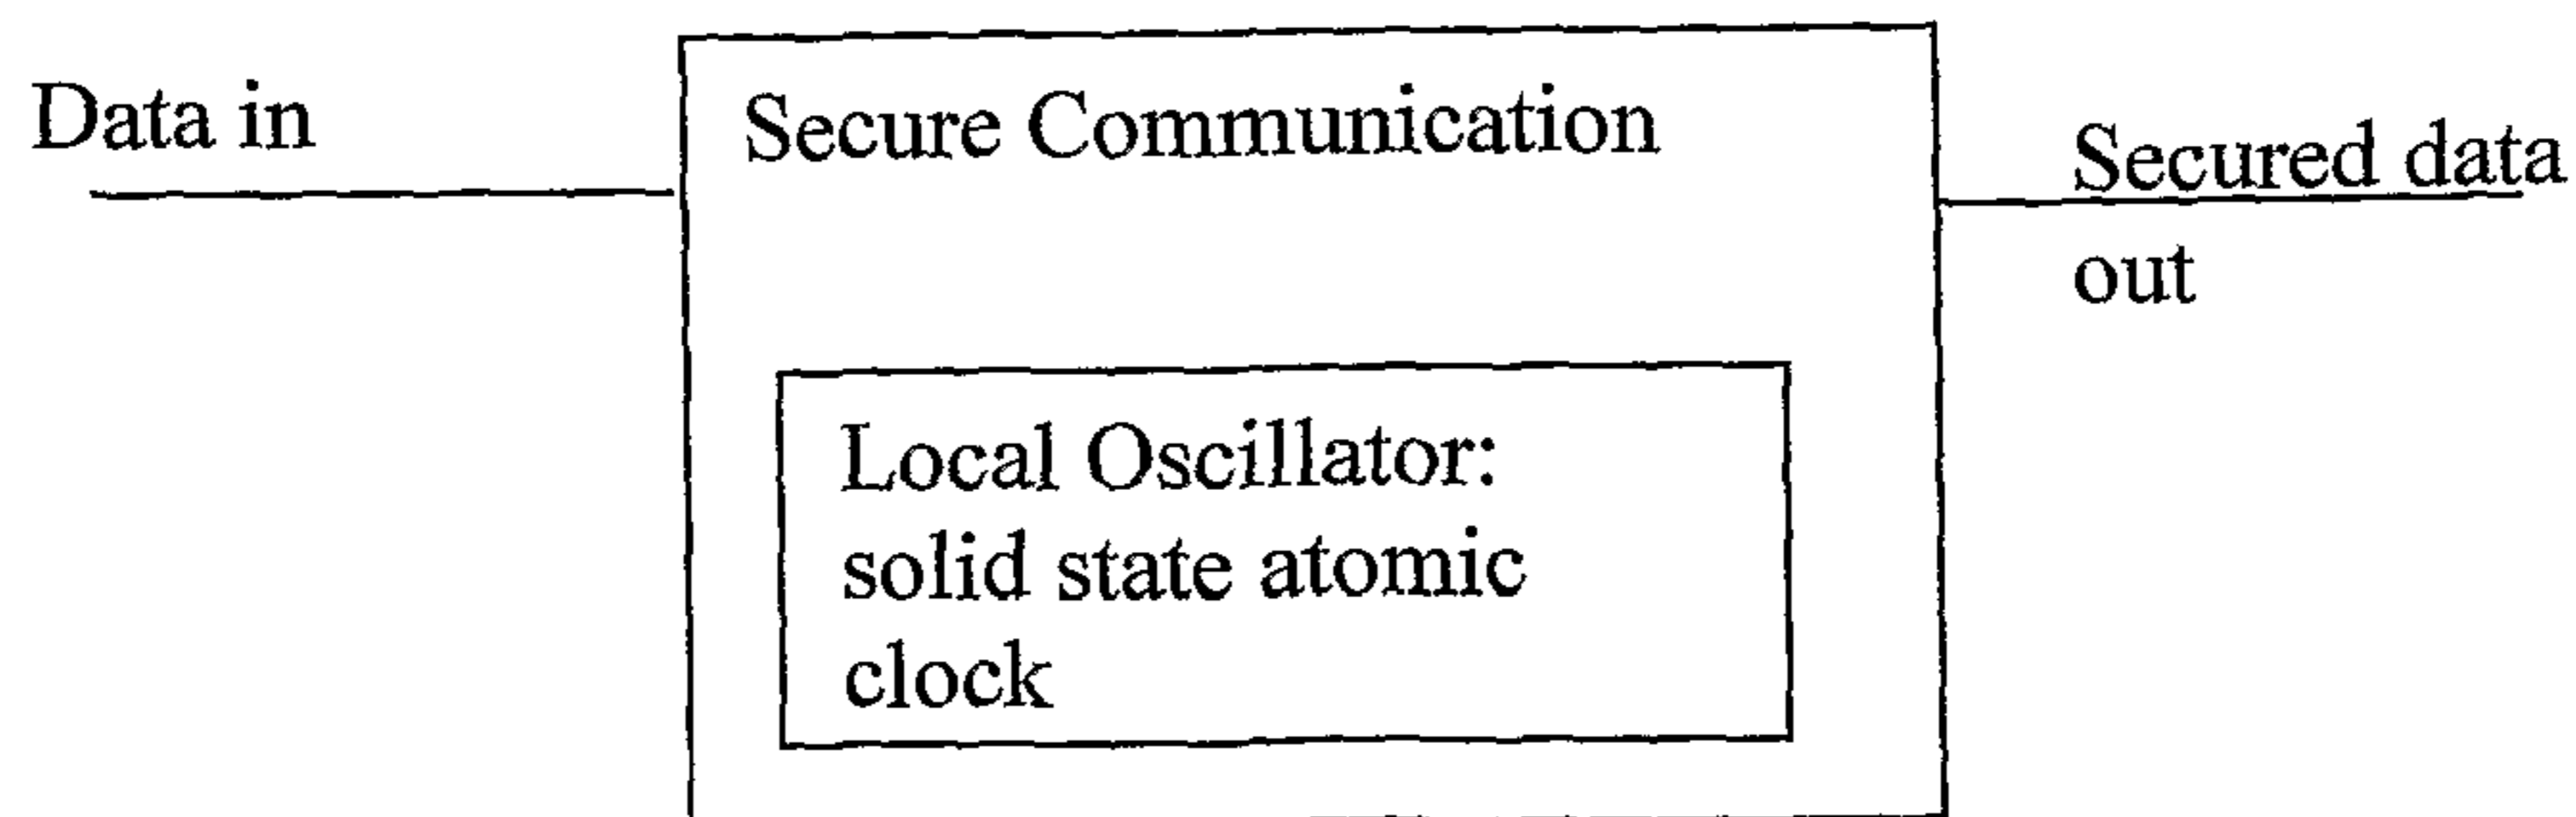 Data in
Secure Communication
Secured data
out
Local Oscillator:
solid state atomic
clock